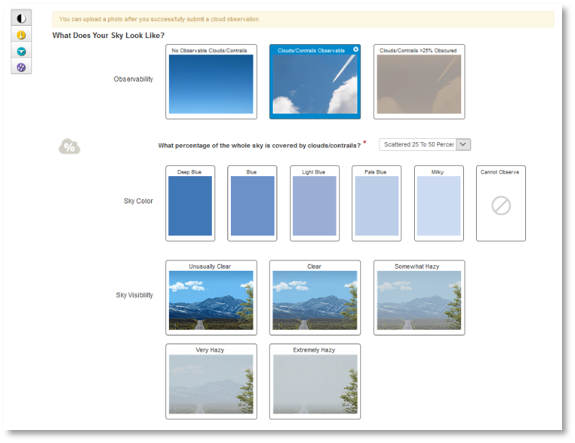 You can upload a photo after you successfully submit a cloud observation.
What Does Your Sky Look Like?
No Observable Clouds/Contrails
Clouds/Contrails Observable
Clouds/Contrails >25% Obsured
Observability
%
What percentage of the whole sky is covered by clouds/contrails? *
Scattered 25 To 50 Percer
Deep Blue
Blue
Light Blue
Pale Blue
Milky
Cannot Observe
Sky Color
Unusually Clear
Clear
Somewhat Hazy
Sky Visibility
Very Hazy
Extremely Hazy